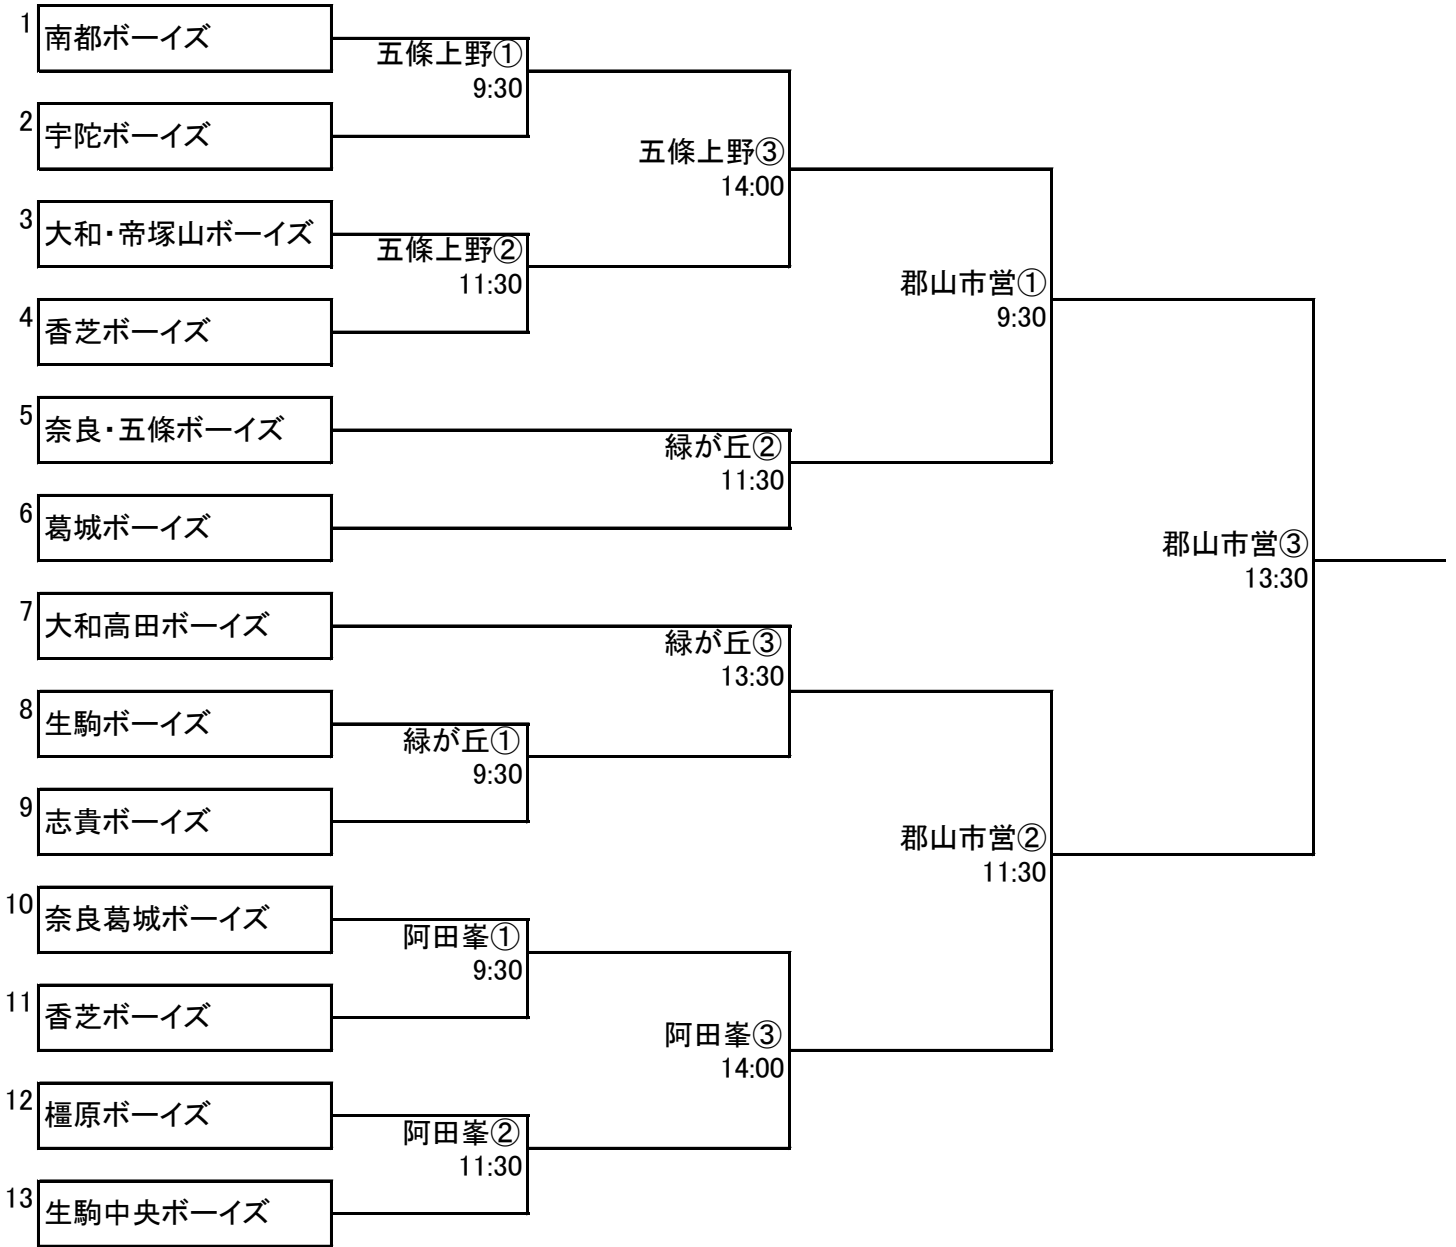 1
南都ボーイズ
五條上野①
9:30
2
宇陀ボーイズ
五條上野③
14:00
3
大和・帝塚山ボーイズ
五條上野②
11:30
4
香芝ボーイズ
郡山市営①
9:30
5
奈良・五條ボーイズ
緑が丘②
11:30
6
葛城ボーイズ
郡山市営③
13:30
7
大和高田ボーイズ
緑が丘③
13:30
8
生駒ボーイズ
緑が丘①
9:30
9
志貴ボーイズ
郡山市営②
11:30
10
奈良葛城ボーイズ
阿田峯①
9:30
11
香芝ボーイズ
阿田峯③
14:00
12
橿原ボーイズ
阿田峯②
11:30
13
生駒中央ボーイズ